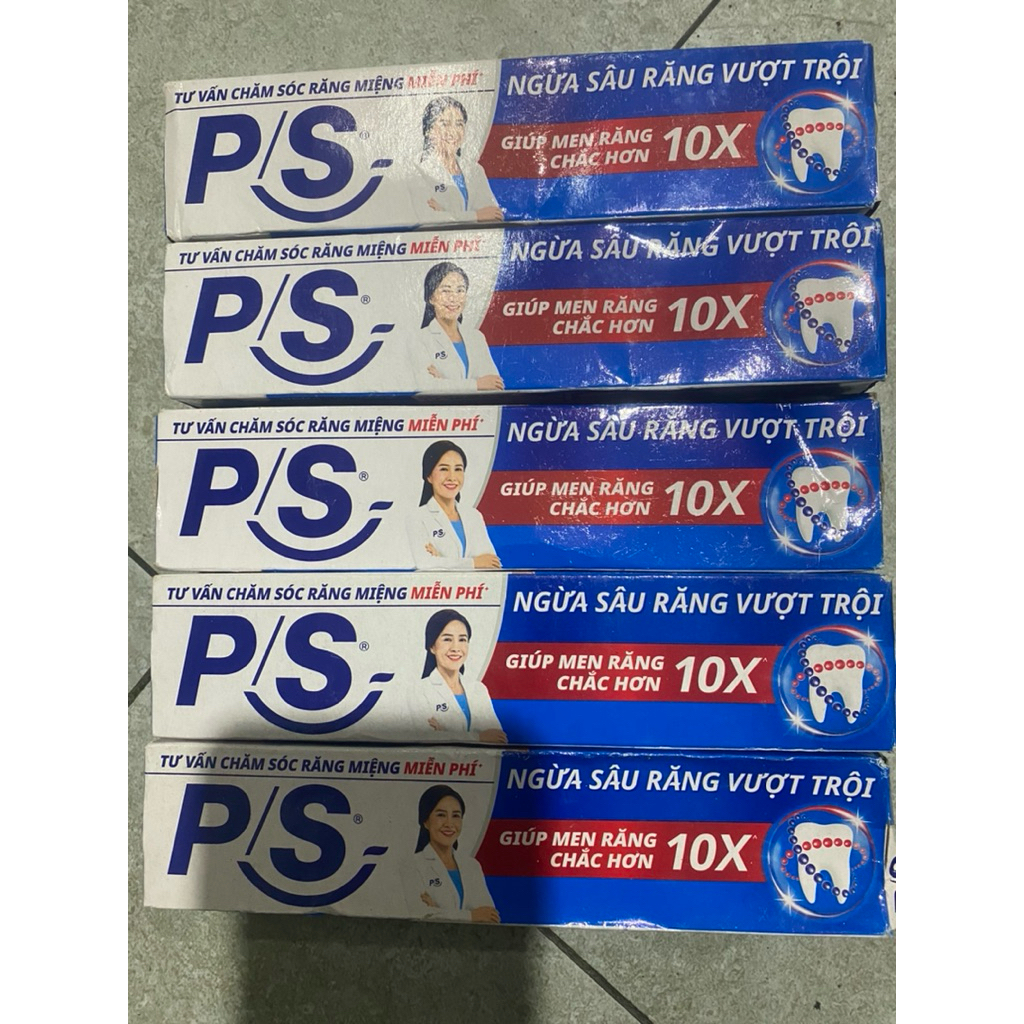 TƯ VẤN CHĂM SÓC RĂNG MIỆNG MIỄN PHÍ*
P/S®
P/S
NGỪA SÂU RĂNG VƯỢT TRỘI
GIÚP MEN RĂNG
CHẮC HƠN 10X^
TƯ VẤN CHĂM SÓC RĂNG MIỆNG MIỄN PHÍ
P/S®
P/S
NGỪA SÂU RĂNG VƯỢT TRỘI
GIÚP MEN RĂNG
CHẮC HƠN 10X^
TƯ VẤN CHĂM SÓC RĂNG MIỆNG MIỄN PHÍ*
P/S®
P/S
NGỪA SÂU RĂNG VƯỢT TRỘI
GIÚP MEN RĂNG
CHẮC HƠN 10X^
TƯ VẤN CHĂM SÓC RĂNG MIỆNG MIỄN PHÍ*
P/S®
P/S
NGỪA SÂU RĂNG VƯỢT TRỘI
GIÚP MEN RĂNG
CHẮC HƠN 10X^
TƯ VẤN CHĂM SÓC RĂNG MIỆNG MIỄN PHÍ*
P/S®
P/S
NGỪA SÂU RĂNG VƯỢT TRỘI
GIÚP MEN RĂNG
CHẮC HƠN 10X^